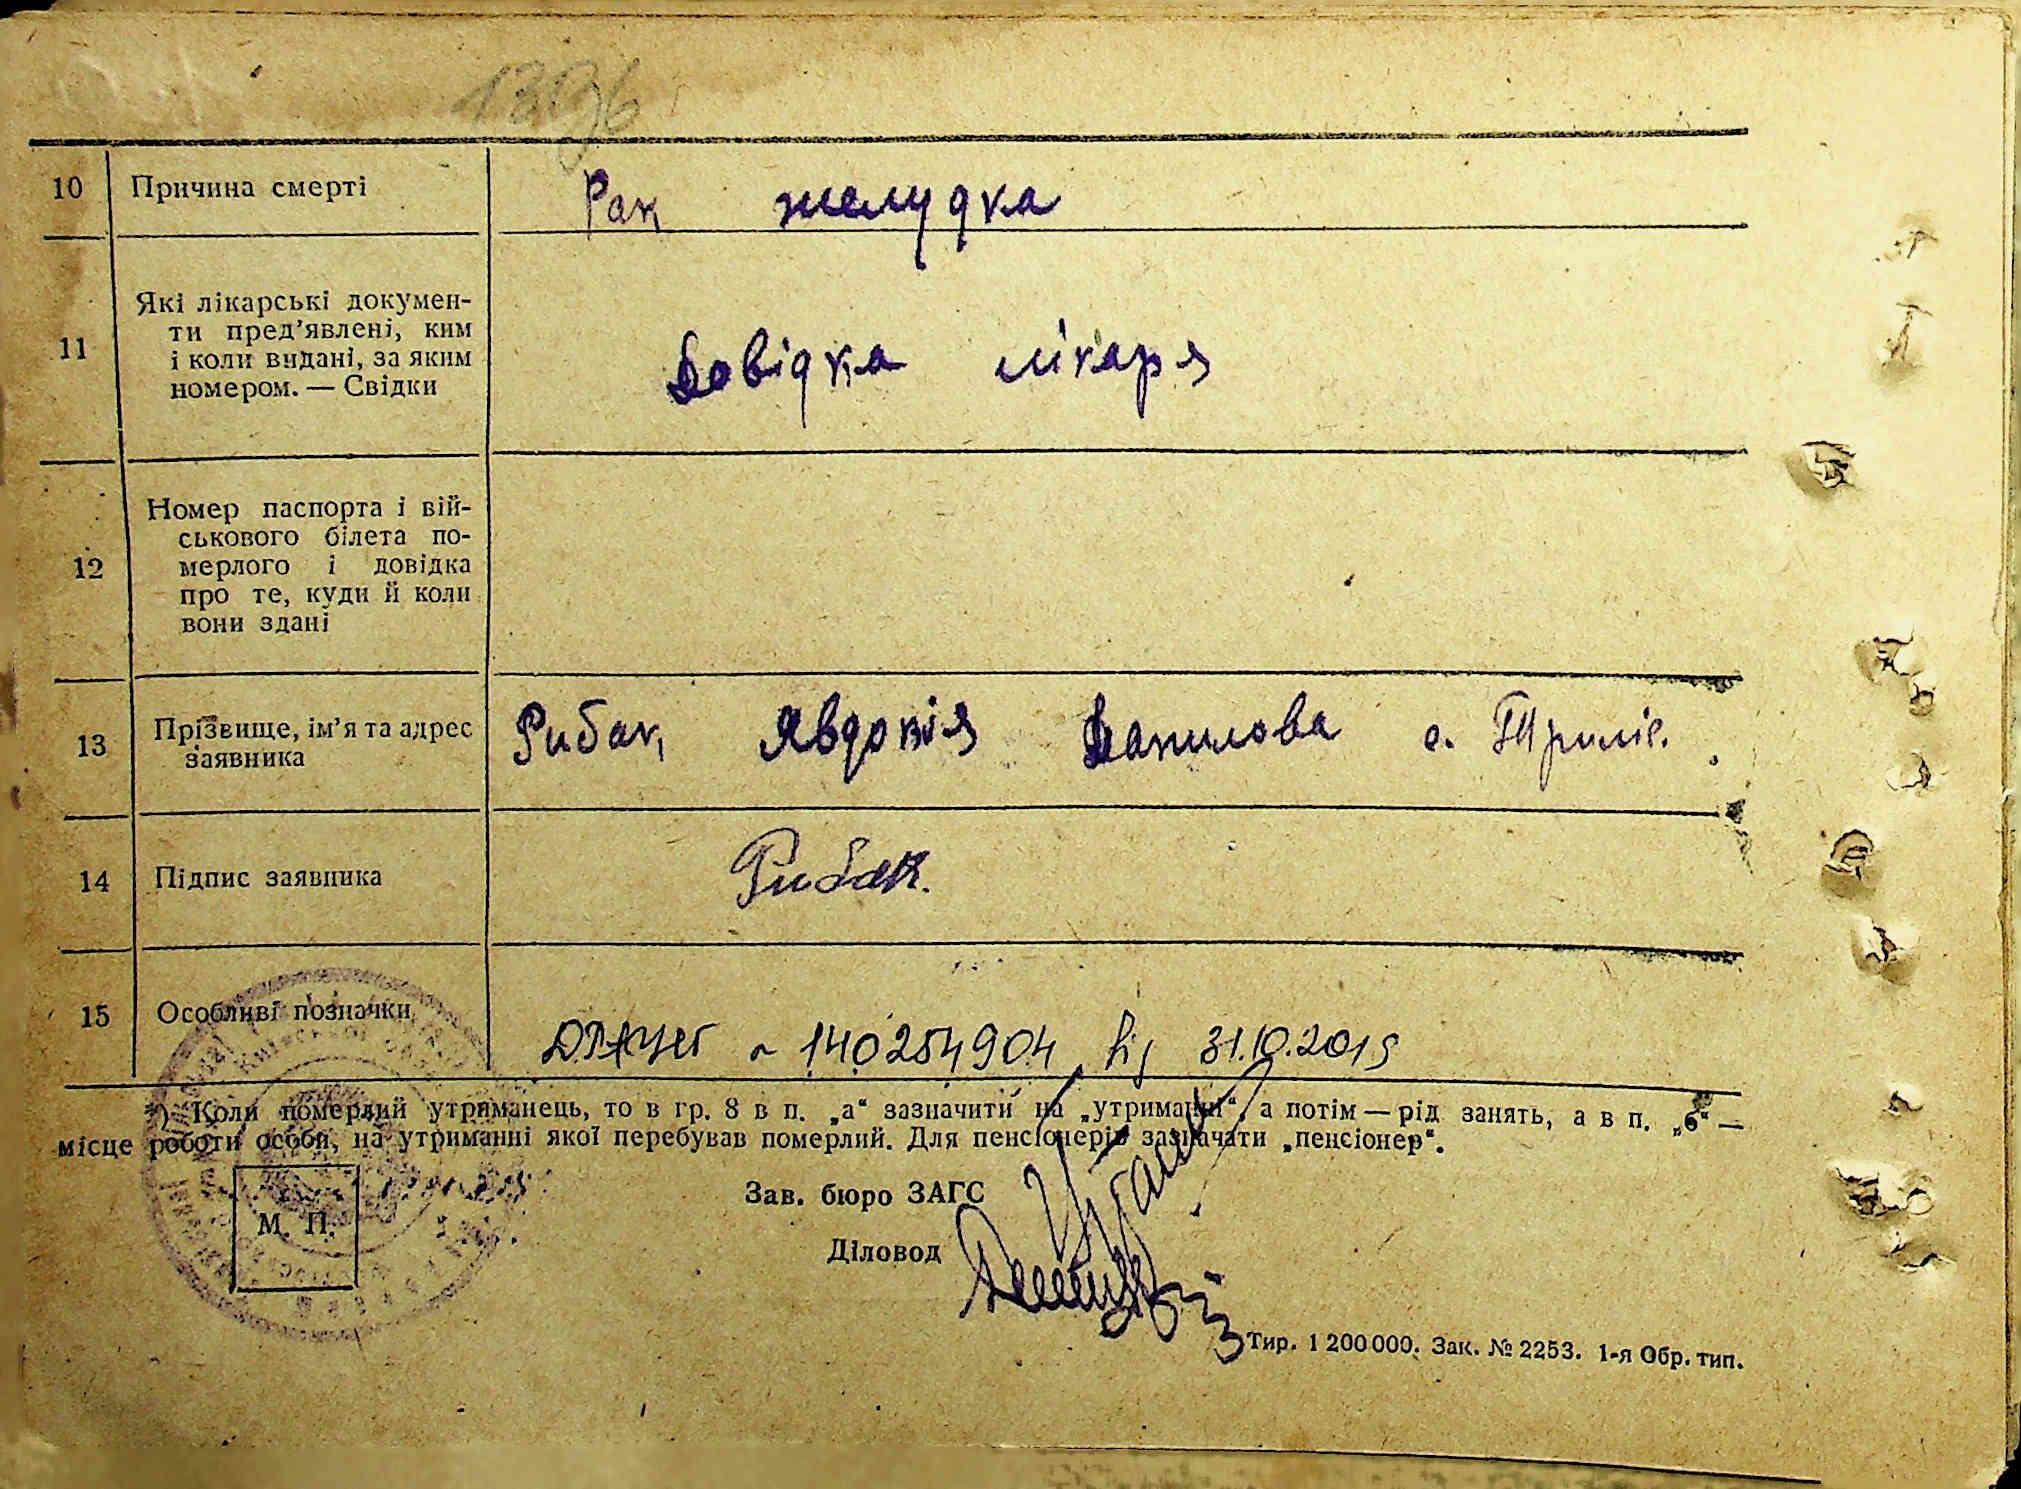 1396
10 Причина смерті Рак желудка
11 Які лікарські докумен-
ти пред’явлені, ким
і коли видані, за яким
номером. — Свідки
Довідка лікаря
12 Номер паспорта і вій-
ськового білета по-
мерлого і довідка
про те, куди й коли
вони здані
13 Прізвище, ім’я та адрес
заявника
Рибак Явдокія Данилова с. Триліс.
14 Підпис заявника Рибак.
15 Особливі позначки
ДРАЦСГ 140254904 від 31.10.2019
*) Коли померлий утриманець, то в гр. 8 в п. „а“ зазначити на „утриманні“, а потім — рід занять, а в п. „б“ —
місце роботи особи, на утриманні якої перебував померлий. Для пенсіонерів зазначати „пенсіонер“.
М. П.
Зав. бюро ЗАГС
Діловод
Тир. 1 200 000. Зак. № 2253. 1-я Обр. тип.